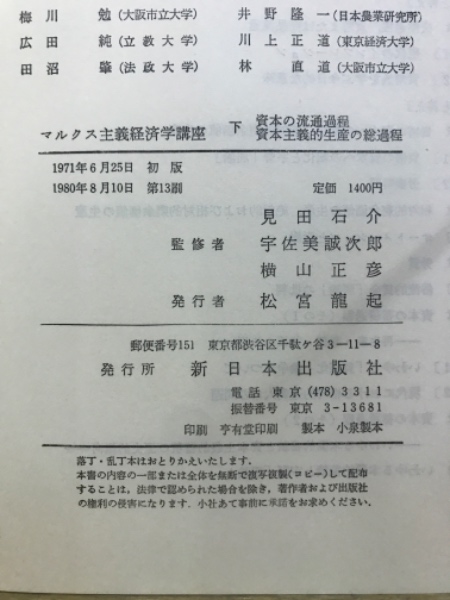 梅川 勉(大阪市立大学) 井野隆一(日本農業研究所)
広田 純(立教大学) 川上正道(東京経済大学)
田沼 肇(法政大学) 林 直道(大阪市立大学)
マルクス主義経済学講座 下 資本の流通過程
資本主義的生産の総過程
1971年6月25日 初版
1980年8月10日 第13刷 定価 1400円
見田石介
監修者 宇佐美誠次郎
横山正彦
発行者 松宮龍起
郵便番号151 東京都渋谷区千駄ケ谷3-11-8
発行所 新日本出版社
電話 東京(478)3311
振替番号 東京 3-13681
印刷 亨有堂印刷 製本 小泉製本
落丁・乱丁本はおとりかえいたします.
本書の内容の一部または全体を無断で複写複製(コピー)して配布
することは,法律で認められた場合を除き,著作者および出版社
の権利の侵害になります.小社あて事前に承諾をお求めください.